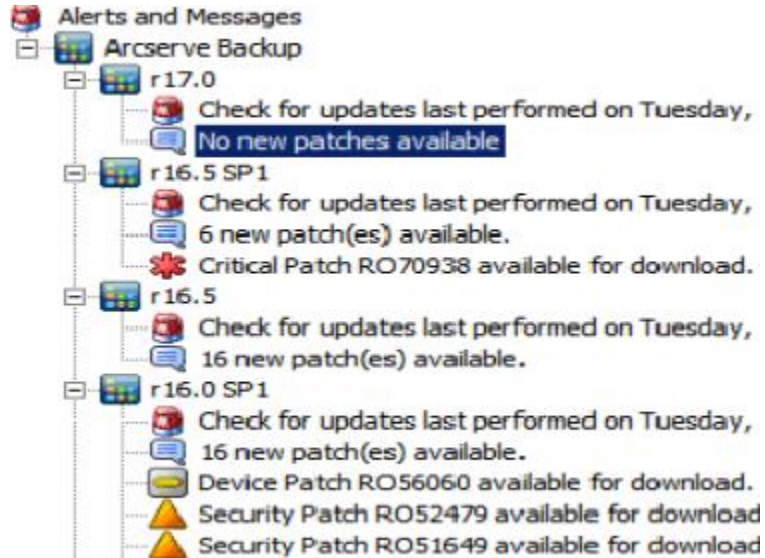 Alerts and Messages
Arcserve Backup
r17.0
Check for updates last performed on Tuesday,
No new patches available
r16.5 SP1
Check for updates last performed on Tuesday,
6 new patch(es) available.
Critical Patch RO70938 available for download.
r16.5
Check for updates last performed on Tuesday,
16 new patch(es) available.
r16.0 SP1
Check for updates last performed on Tuesday,
16 new patch(es) available.
Device Patch RO56060 available for download.
Security Patch RO52479 available for download
Security Patch RO51649 available for download